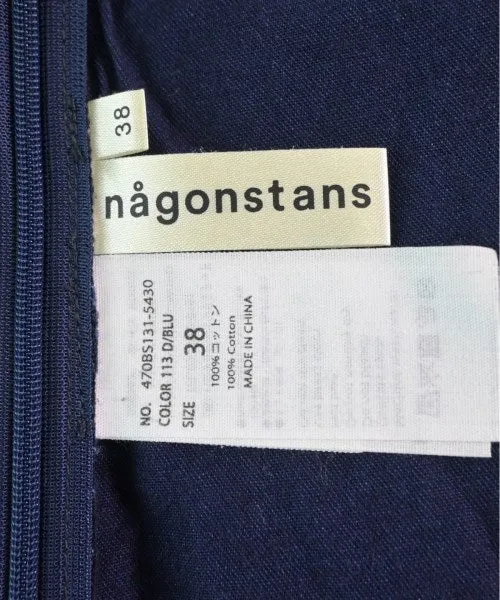 38
någonstans
NO. 470BS131-5430
COLOR 113 D/BLU
SIZE
38
100%コットン
100% Cotton
MADE IN CHINA